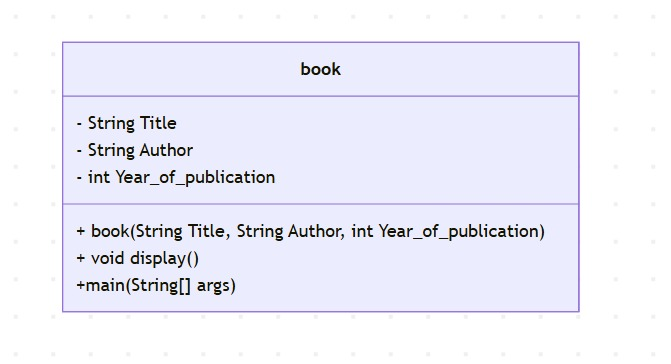 book
- String Title
- String Author
- int Year_of_publication
+ book(String Title, String Author, int Year_of_publication)
+ void display()
+main(String[] args)